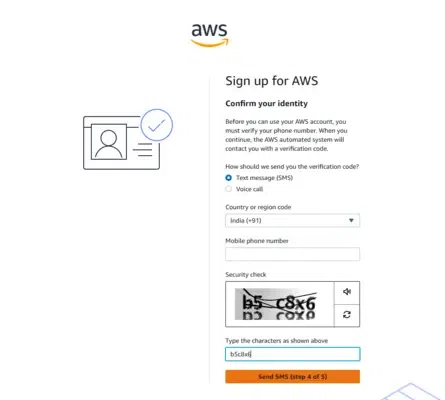 aws
Sign up for AWS
Confirm your identity
Before you can use your AWS account, you
must verify your phone number. When you
continue, the AWS automated system will
contact you with a verification code.
How should we send you the verification code?
Text message (SMS)
Voice call
Country or region code
India (+91)
Mobile phone number
Security check
b5 c8x6
Type the characters as shown above
b5c8x6
Send SMS (step 4 of 5)